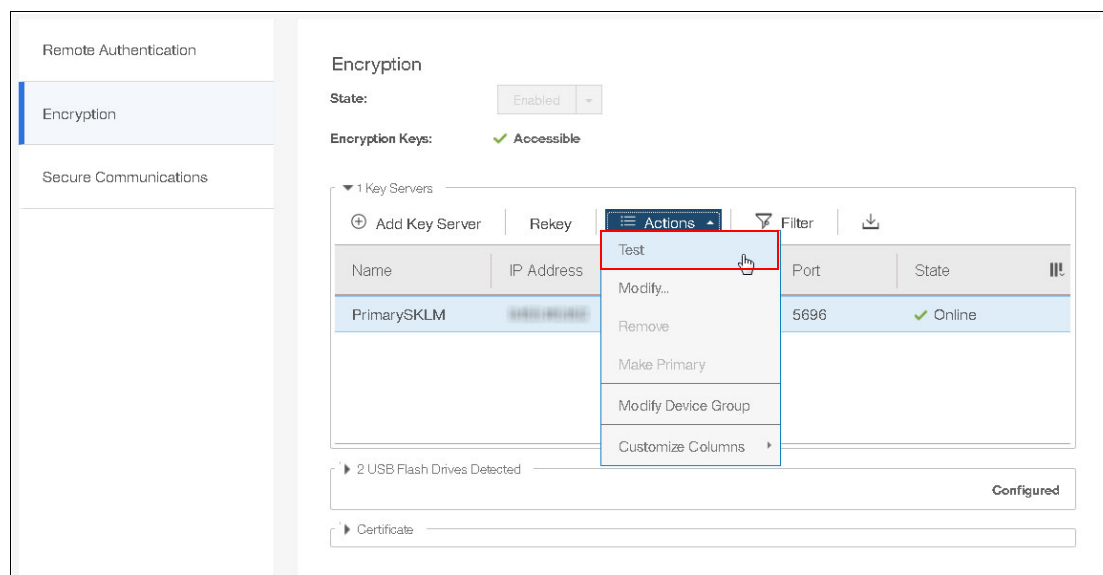 Remote Authentication
Encryption
Secure Communications
Encryption
State: Enabled
Encryption Keys: Accessible
1 Key Servers
Add Key Server Rekey Actions Filter
Name IP Address Port State
PrimarySKLM 5696 Online
Test
Modify...
Remove
Make Primary
Modify Device Group
Customize Columns
2 USB Flash Drives Detected
Configured
Certificate